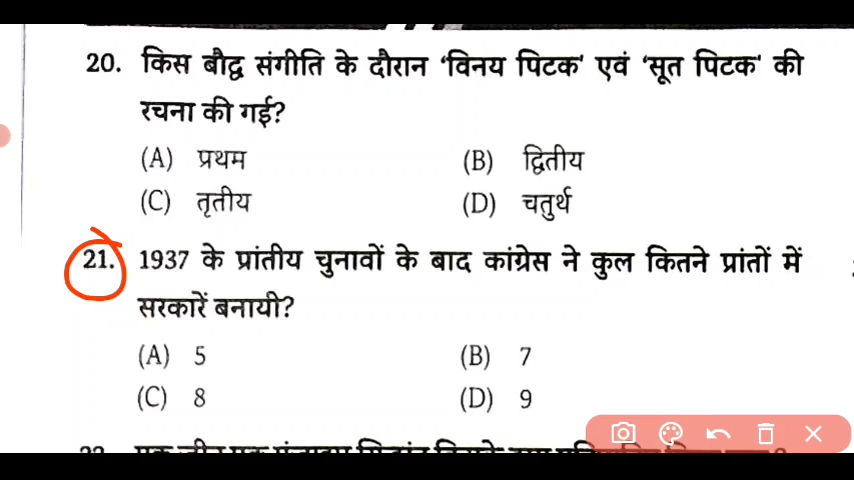 20. किस बौद्ध संगीति के दौरान ‘विनय पिटक’ एवं ‘सूत पिटक’ की
रचना की गई?
(A) प्रथम (B) द्वितीय
(C) तृतीय (D) चतुर्थ
21. 1937 के प्रांतीय चुनावों के बाद कांग्रेस ने कुल कितने प्रांतों में
सरकारें बनायी?
(A) 5 (B) 7
(C) 8 (D) 9